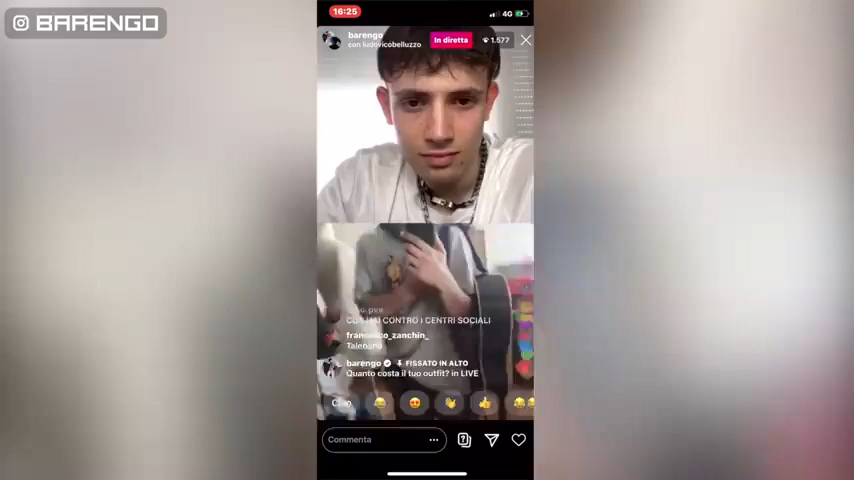 BARENGO
16:25
4G
barengo
con ludovicobelluzzo
In diretta
1.577
CONTRO I CENTRI SOCIALI
francesco_zanchin_
barengo FISSATO IN ALTO
Quanto costa il tuo outfit? in LIVE
Ciao
Commenta